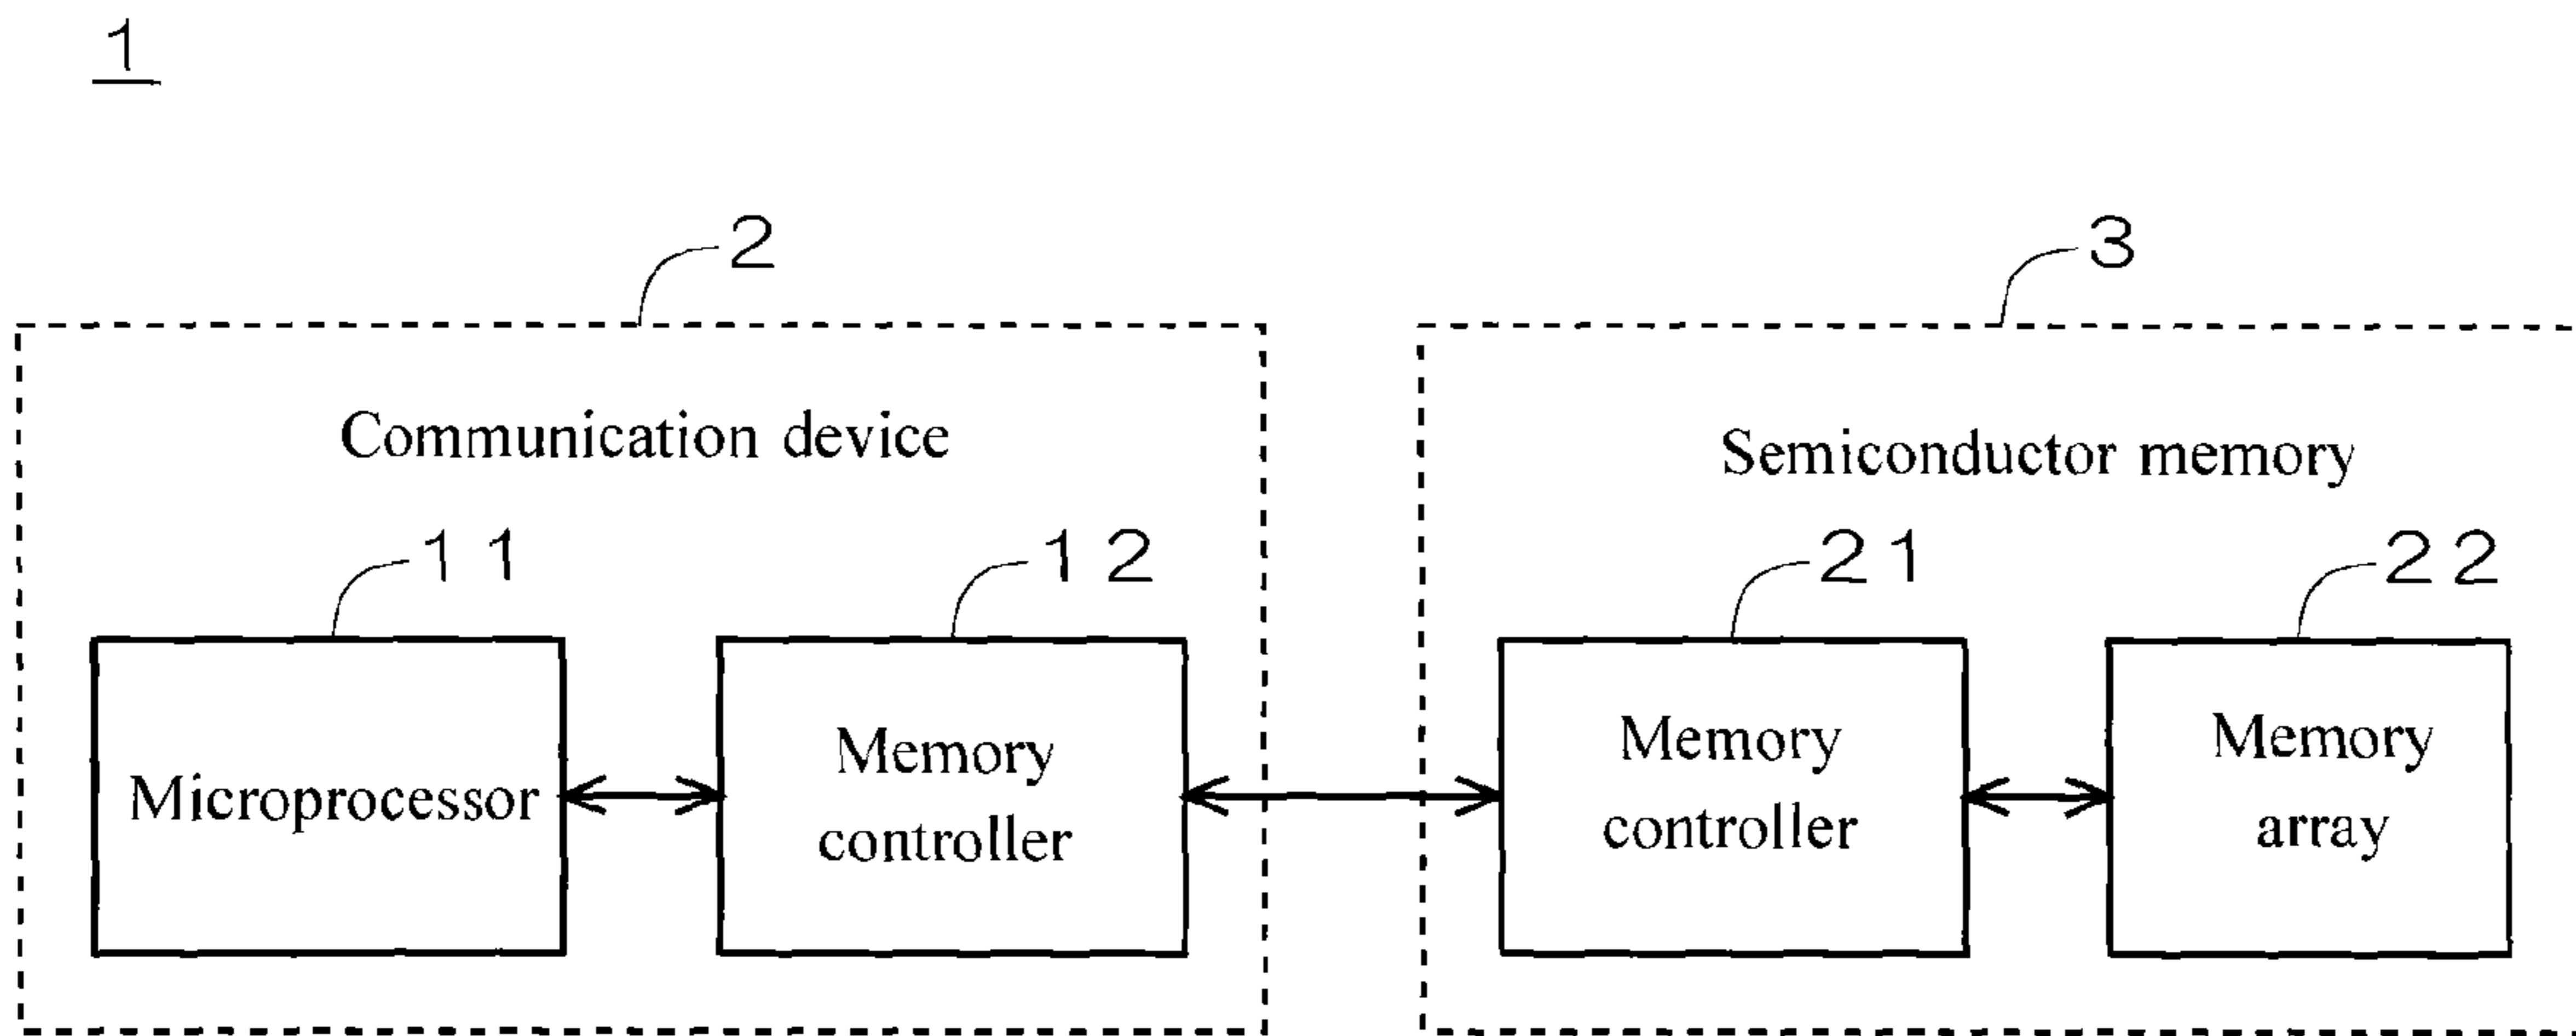 1
2
3
Communication device
Semiconductor memory
11
12
21
22
Microprocessor
Memory
controller
Memory
controller
Memory
array